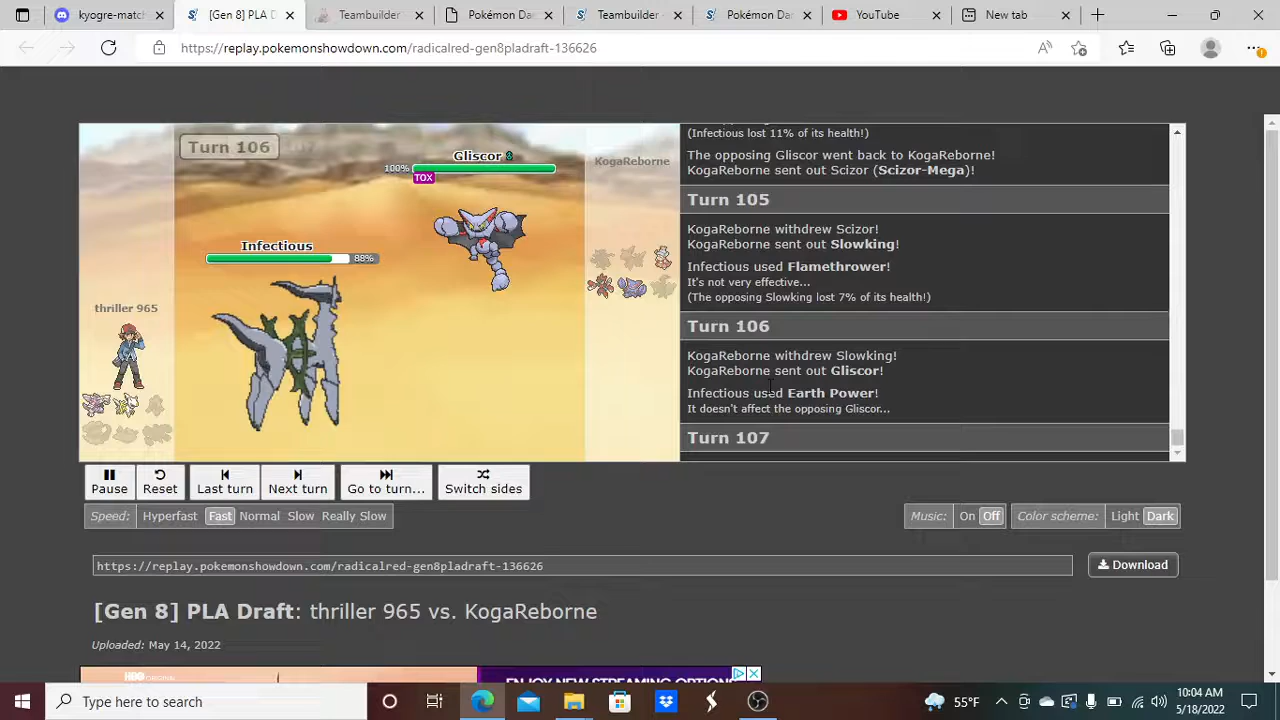 kyogre-match
[Gen 8] PLA D
Teambuilder
Gliscor Pokémon Da
Teambuilder -
Pokémon Da
YouTube
New tab
https://replay.pokemonshowdown.com/radicalred-gen8pladraft-136626
Turn 106
Gliscor
100%
TOX
KogaReborne
Infectious
88%
thriller 965
(Infectious lost 11% of its health!)
The opposing Gliscor went back to KogaReborne!
KogaReborne sent out Scizor (Scizor-Mega)!
Turn 105
KogaReborne withdrew Scizor!
KogaReborne sent out Slowking!
Infectious used Flamethrower!
It's not very effective...
(The opposing Slowking lost 7% of its health!)
Turn 106
KogaReborne withdrew Slowking!
KogaReborne sent out Gliscor!
Infectious used Earth Power!
It doesn't affect the opposing Gliscor...
Turn 107
Pause
Reset
Last turn
Next turn
Go to turn...
Switch sides
Speed: Hyperfast Fast Normal Slow Really Slow
Music: On Off
Color scheme: Light Dark
https://replay.pokemonshowdown.com/radicalred-gen8pladraft-136626
Download
[Gen 8] PLA Draft: thriller 965 vs. KogaReborne
Uploaded: May 14, 2022
ENJOY NEW STREAMING OPTIONS
Type here to search
55°F
10:04 AM
5/18/2022